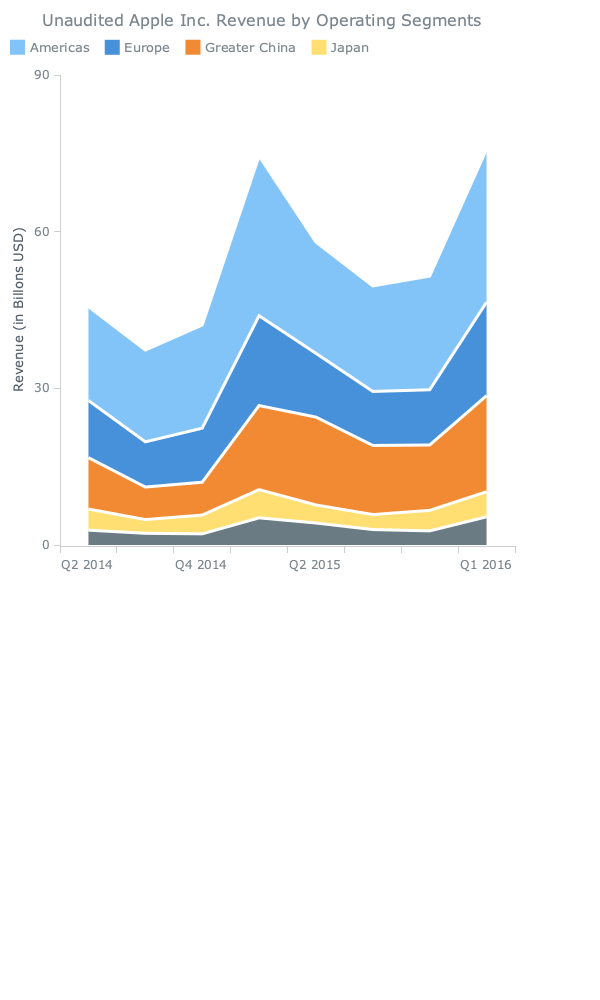 Unaudited Apple Inc. Revenue by Operating Segments
Americas Europe Greater China Japan
90
60
30
0
Revenue (in Billons USD)
Q2 2014 Q4 2014 Q2 2015 Q1 2016